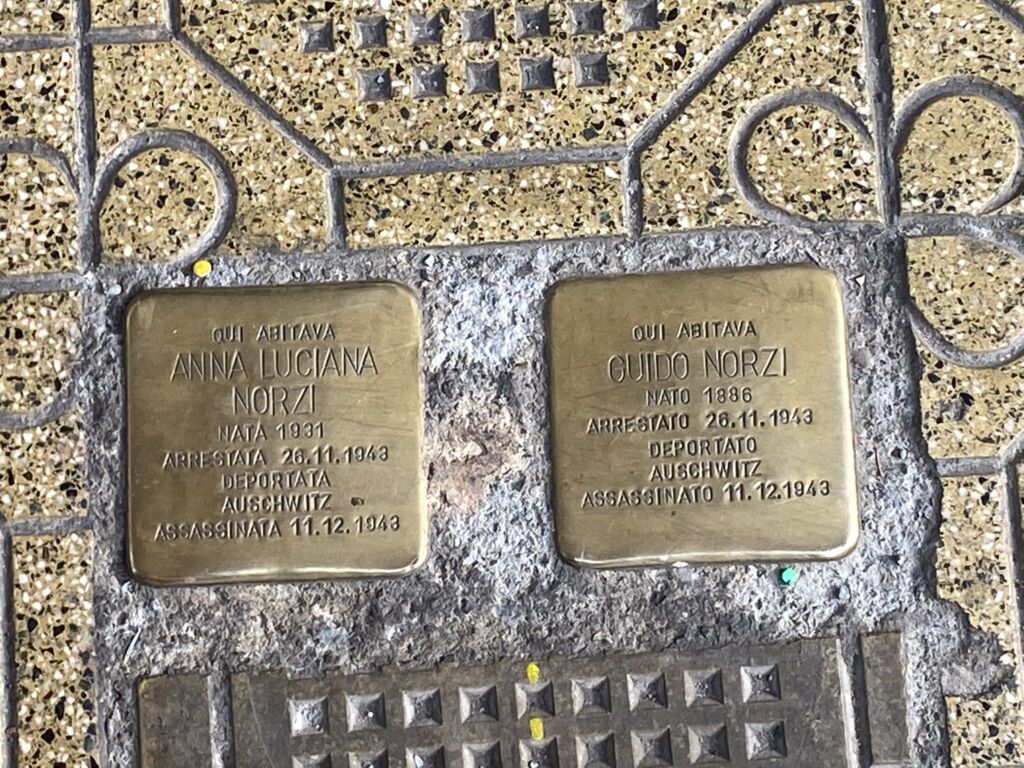 QUI ABITAVA
ANNA LUCIANA
NORZI
NATA 1931
ARRESTATA 26.11.1943
DEPORTATA
AUSCHWITZ
ASSASSINATA 11.12.1943
QUI ABITAVA
GUIDO NORZI
NATO 1886
ARRESTATO 26.11.1943
DEPORTATO
AUSCHWITZ
ASSASSINATO 11.12.1943